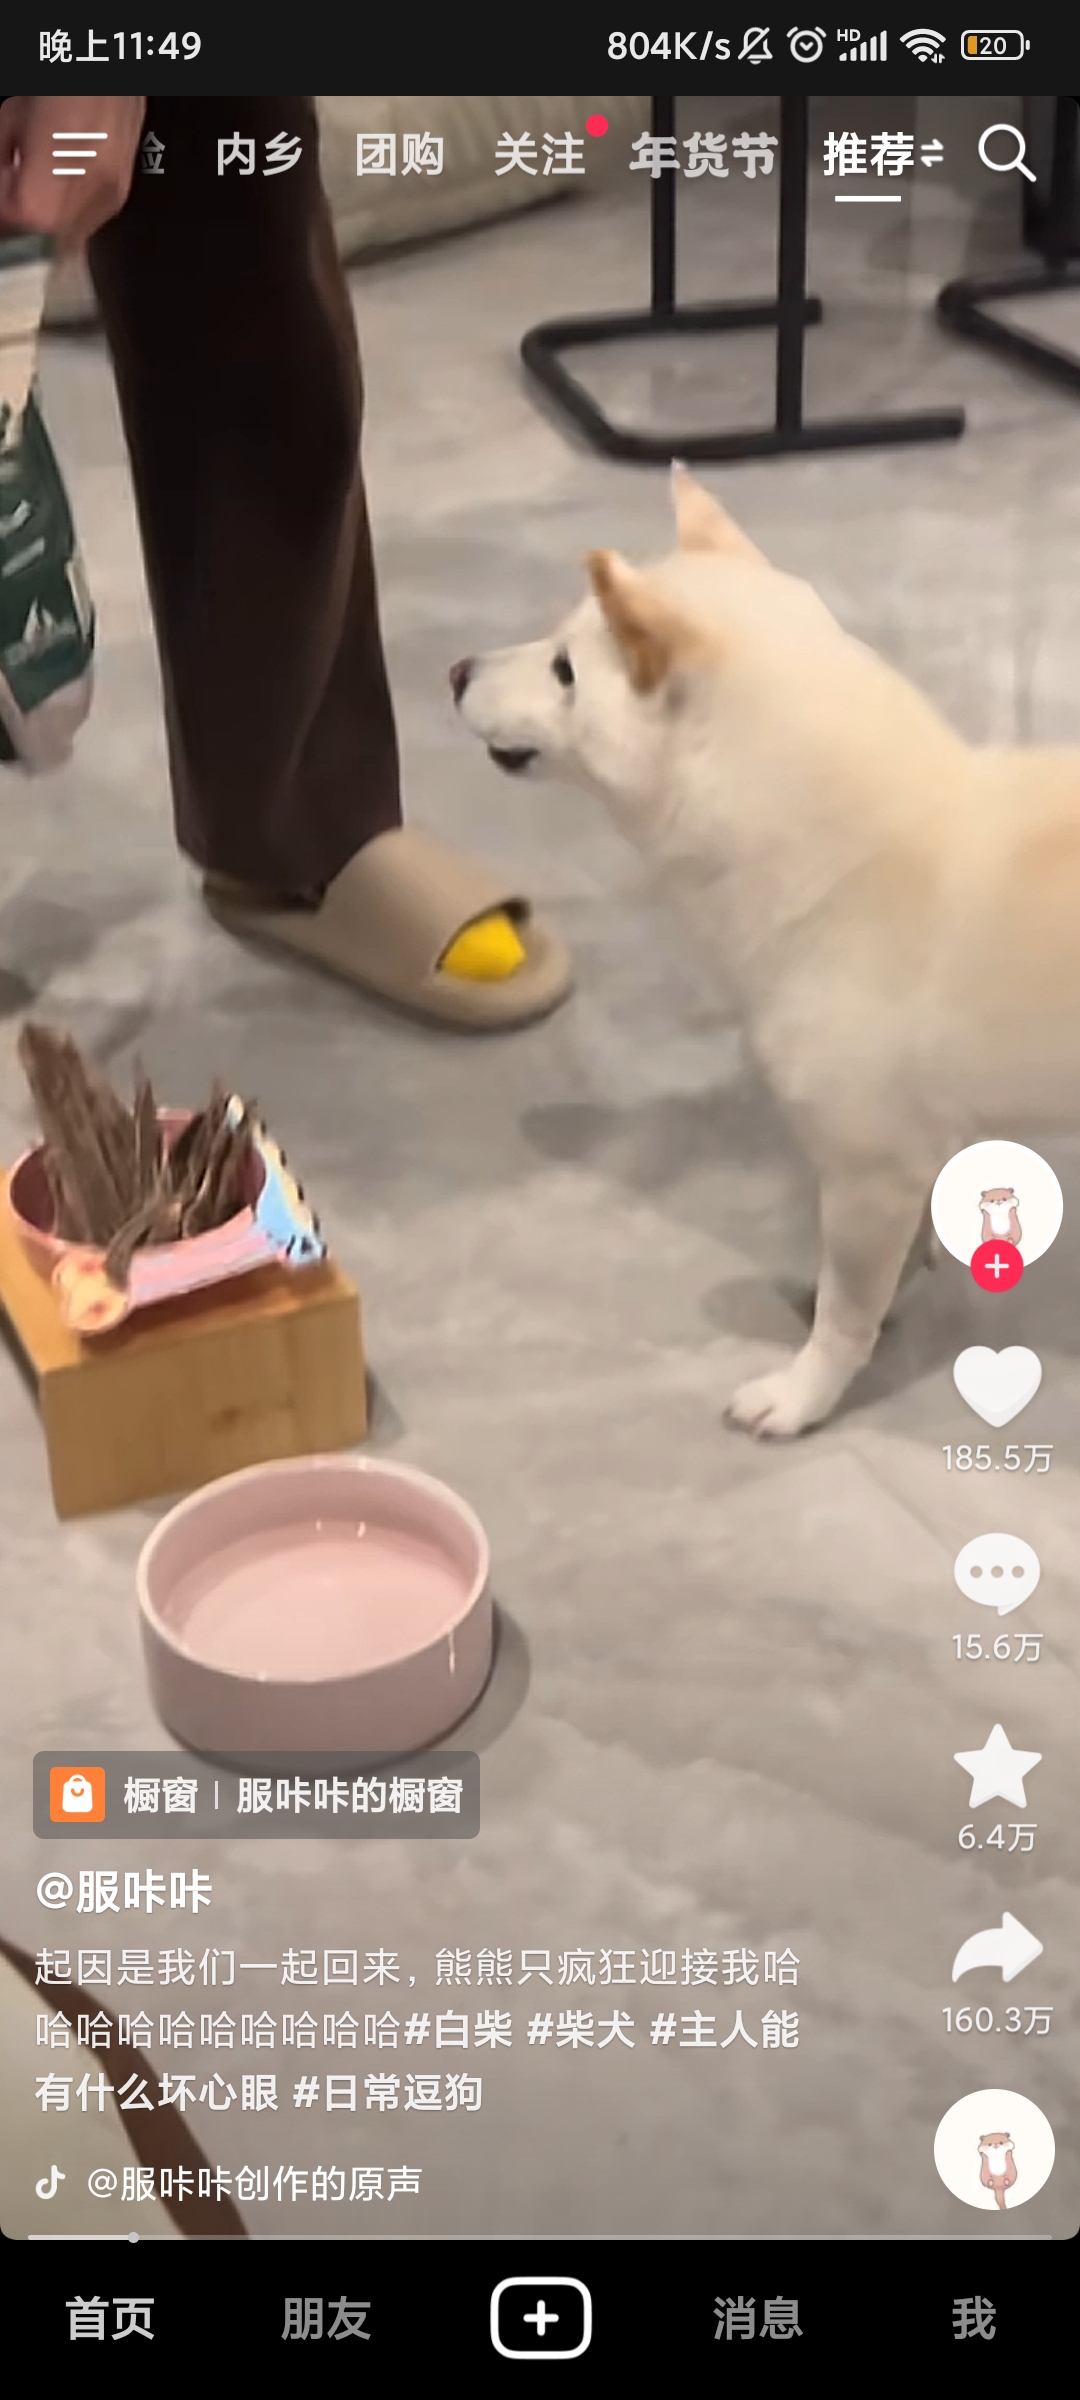 晚上11:49
804K/s
HD
20
内乡 团购 关注 年货节 推荐
185.5万
15.6万
6.4万
160.3万
橱窗 | 服咔咔的橱窗
@服咔咔
起因是我们一起回来，熊熊只疯狂迎接我哈
哈哈哈哈哈哈哈哈哈#白柴 #柴犬 #主人能
有什么坏心眼 #日常逗狗
@服咔咔创作的原声
首页 朋友 消息 我